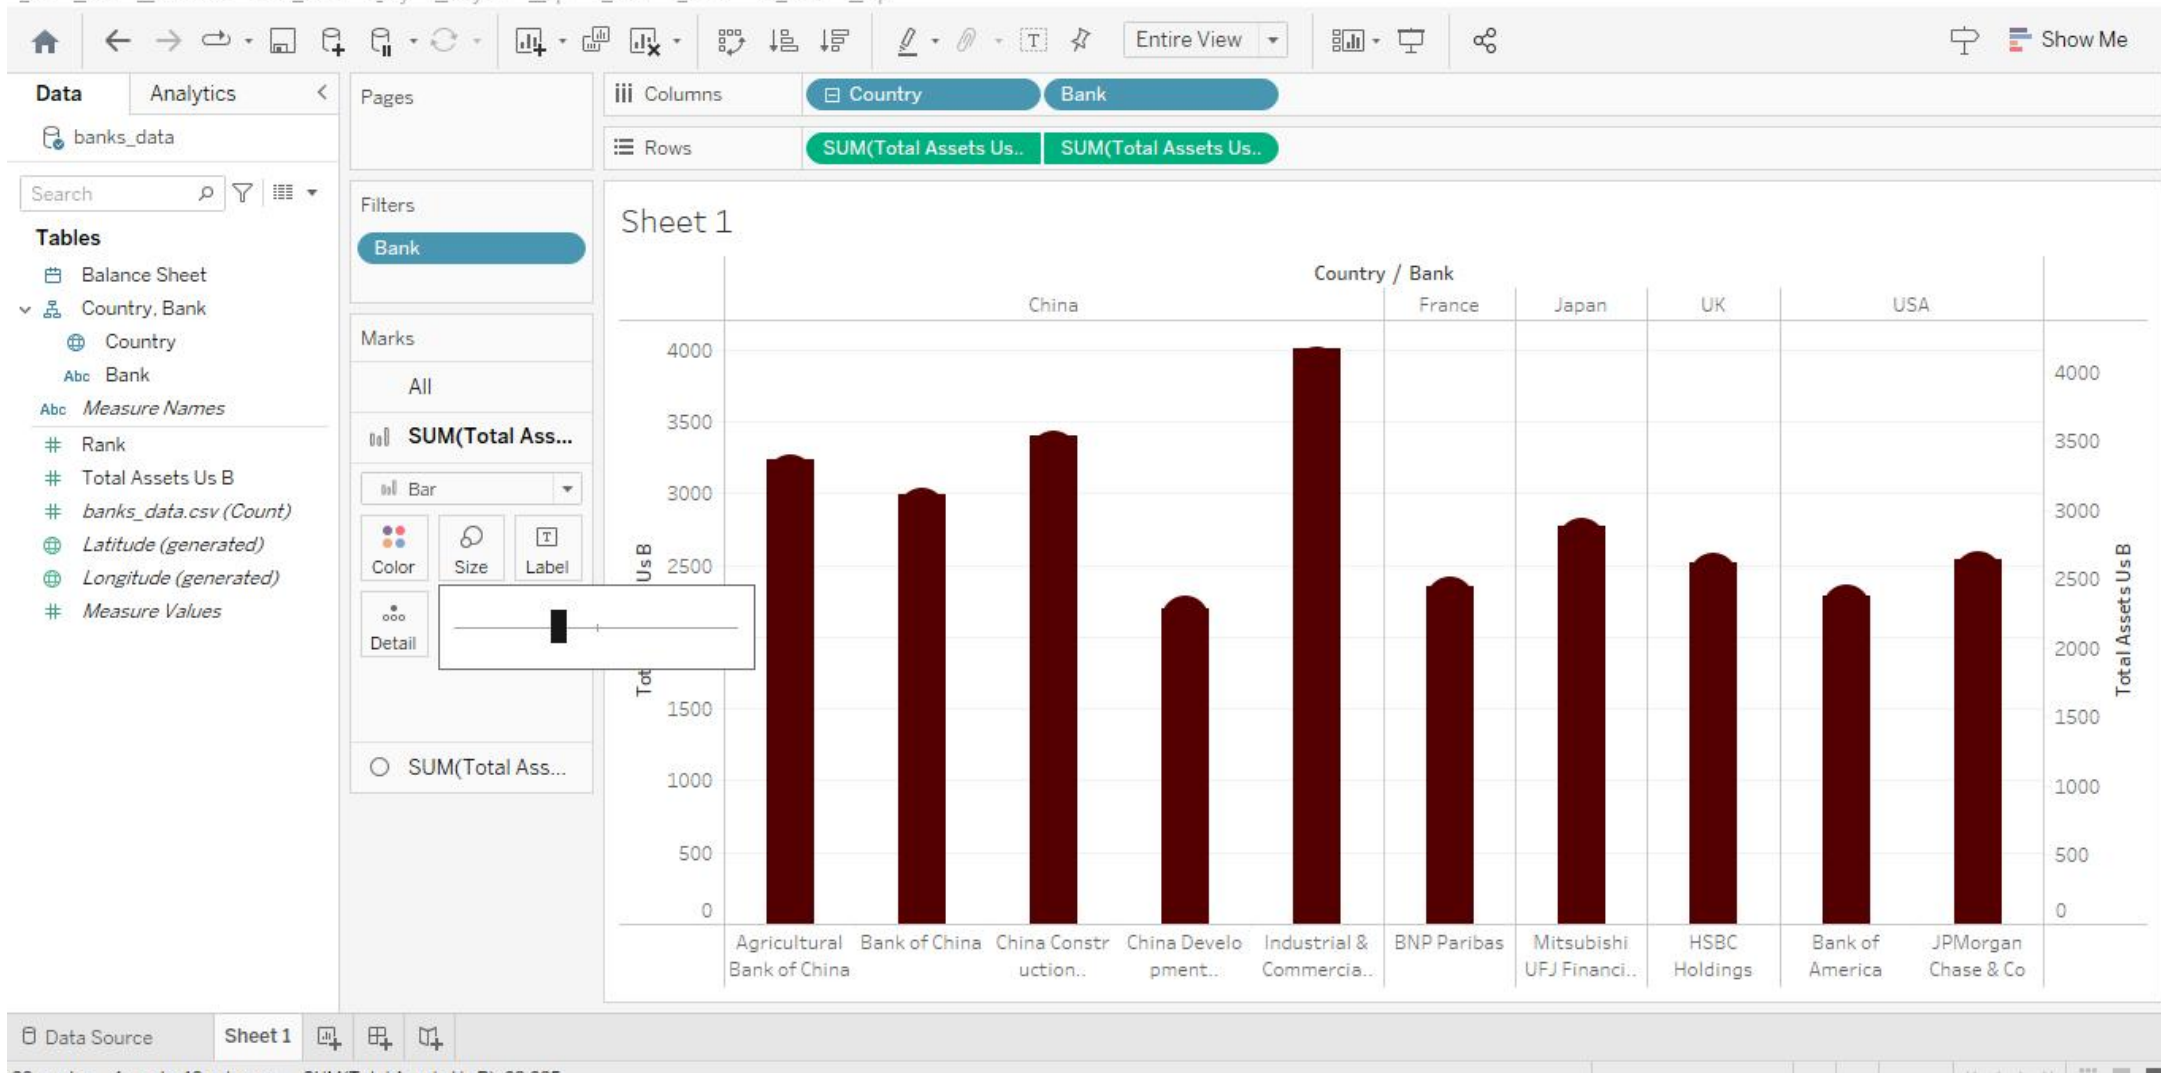 Entire View
Show Me
Data
Analytics
banks_data
Search
Tables
Balance Sheet
Country, Bank
Country
Abc Bank
Abc Measure Names
# Rank
# Total Assets Us B
# banks_data.csv (Count)
Latitude (generated)
Longitude (generated)
# Measure Values
Pages
Filters
Bank
Marks
All
SUM(Total Ass...
Bar
Color
Size
Label
Detail
SUM(Total Ass...
Columns
Country
Bank
Rows
SUM(Total Assets Us..
SUM(Total Assets Us..
Sheet 1
Country / Bank
China
France
Japan
UK
USA
4000
3500
3000
2500
1500
1000
500
0
Tot
Us B
4000
3500
3000
2500
2000
1500
1000
500
0
Total Assets Us B
Agricultural
Bank of China
Bank of China
China Constr
uction..
China Develo
pment..
Industrial &
Commercia..
BNP Paribas
Mitsubishi
UFJ Financi..
HSBC
Holdings
Bank of
America
JPMorgan
Chase & Co
Data Source
Sheet 1